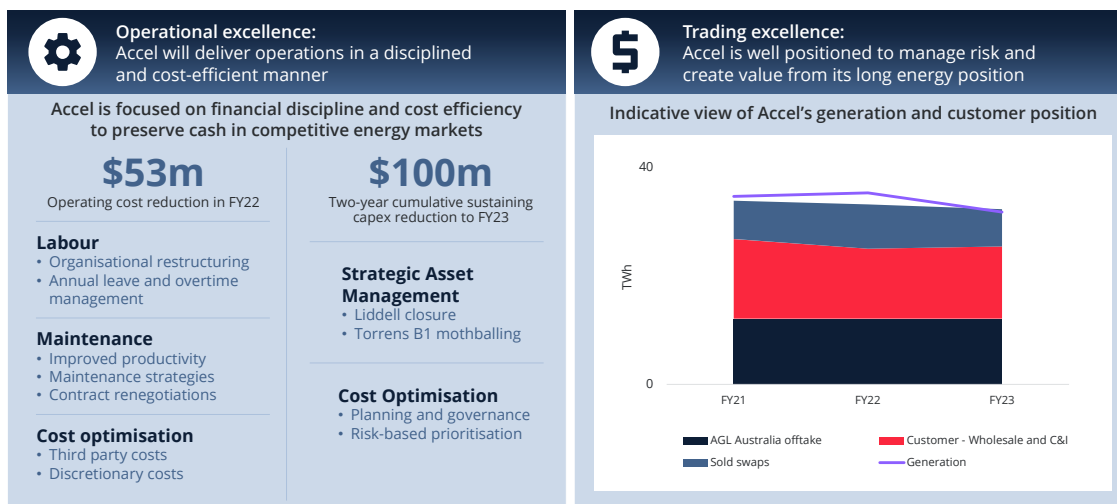 Operational excellence:
Accel will deliver operations in a disciplined
and cost-efficient manner
Accel is focused on financial discipline and cost efficiency
to preserve cash in competitive energy markets
$53m
Operating cost reduction in FY22
Labour
• Organisational restructuring
• Annual leave and overtime
management
Maintenance
• Improved productivity
• Maintenance strategies
• Contract renegotiations
Cost optimisation
• Third party costs
• Discretionary costs
$100m
Two-year cumulative sustaining
capex reduction to FY23
Strategic Asset
Management
• Liddell closure
• Torrens B1 mothballing
Cost Optimisation
• Planning and governance
• Risk-based prioritisation
Trading excellence:
Accel is well positioned to manage risk and
create value from its long energy position
Indicative view of Accel's generation and customer position
40
TWh
0
FY21 FY22 FY23
AGL Australia offtake Customer - Wholesale and C&I
Sold swaps Generation